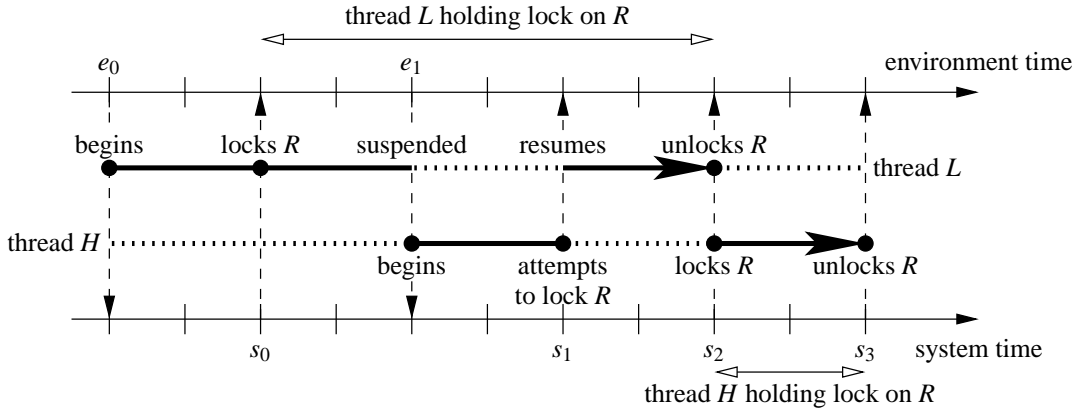 thread L holding lock on R
e0 e1 environment time
begins locks R suspended resumes unlocks R
thread L
thread H
begins attempts to lock R locks R unlocks R
s0 s1 s2 s3 system time
thread H holding lock on R